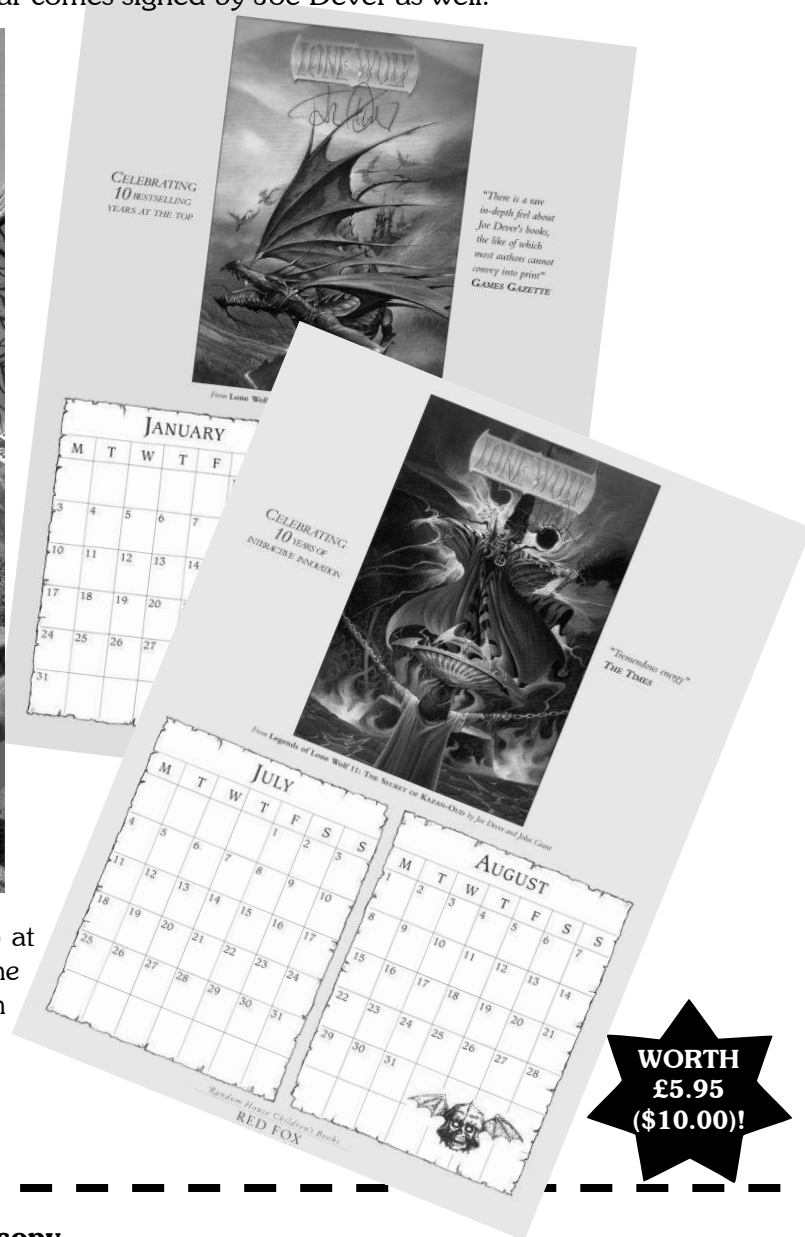 ar comes signed by Joe Dever as well.
LONE WOLF
CELEBRATING
10 BESTSELLING
YEARS AT THE TOP
"There is a rare
in-depth feel about
Joe Dever's books,
the like of which
most authors cannot
convey into print"
GAMES GAZETTE
From Lone Wolf
JANUARY
M T W T F
3 4 5 6 7
10 11 12 13 14
17 18 19 20
24 25 26 27
31
LONE WOLF
CELEBRATING
10 YEARS OF
INTERACTIVE INNOVATION
"Tremendous energy"
THE TIMES
From Legends of Lone Wolf 11: THE SECRET OF KAZAN-OUD by Joe Dever and John Grant
JULY
M T W T F S S
1 2 3
4 5 6 7 8 9 10
11 12 13 14 15 16 17
18 19 20 21 22 23 24
25 26 27 28 29 30 31
AUGUST
M T W T F S S
1 2 3 4 5 6 7
8 9 10 11 12 13 14
15 16 17 18 19 20 21
22 23 24 25 26 27 28
29 30 31
Random House Children's Books
RED FOX
at
WORTH
£5.95
($10.00)!
copy